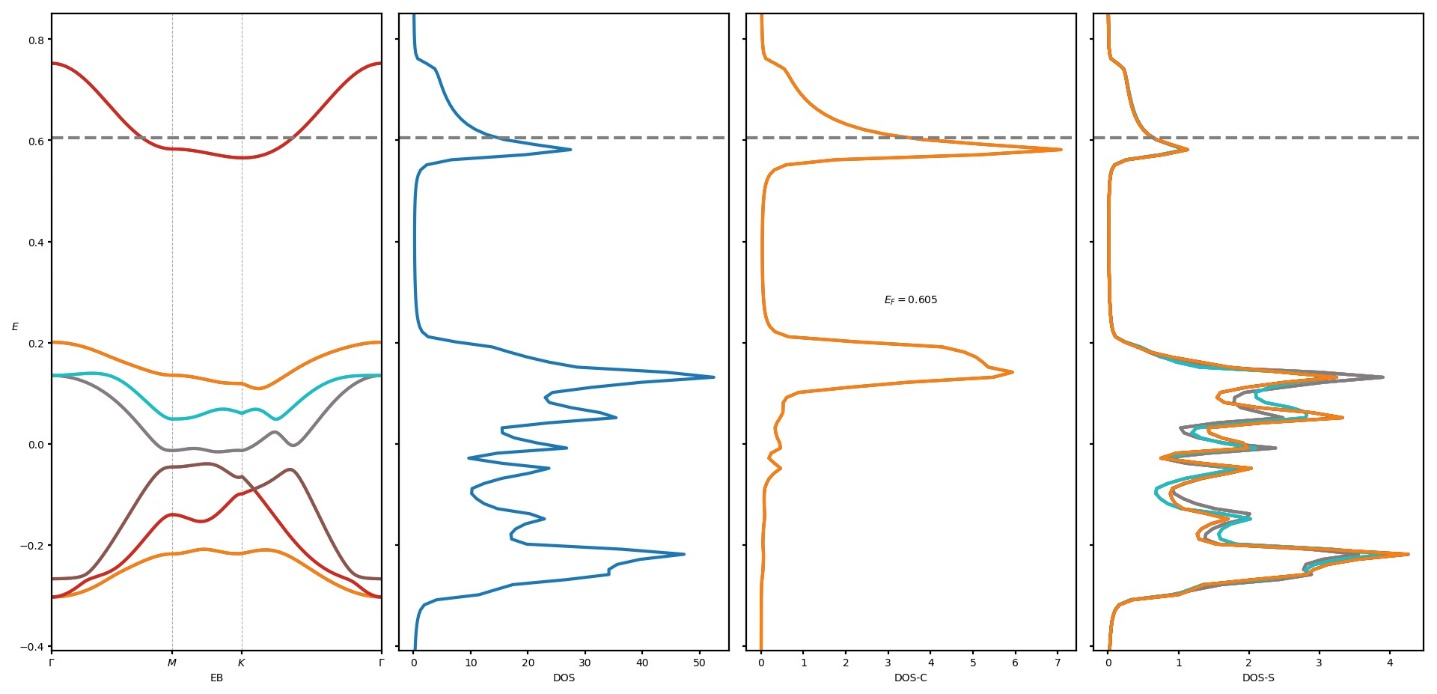 0.8
0.6
0.4
0.2
0.0
−0.2
−0.4
E
Γ M K Γ
EB
0 10 20 30 40 50
DOS
E_F = 0.605
0 1 2 3 4 5 6 7
DOS-C
0 1 2 3 4
DOS-S